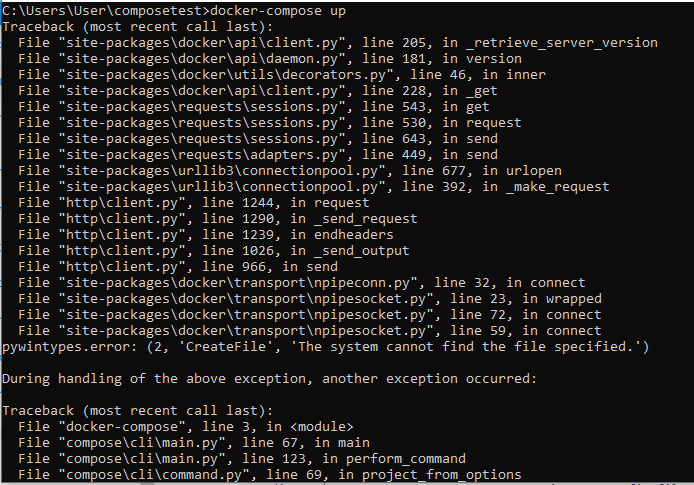 C:\Users\User\composetest>docker-compose up
Traceback (most recent call last):
  File "site-packages\docker\api\client.py", line 205, in _retrieve_server_version
  File "site-packages\docker\api\daemon.py", line 181, in version
  File "site-packages\docker\utils\decorators.py", line 46, in inner
  File "site-packages\docker\api\client.py", line 228, in _get
  File "site-packages\requests\sessions.py", line 543, in get
  File "site-packages\requests\sessions.py", line 530, in request
  File "site-packages\requests\sessions.py", line 643, in send
  File "site-packages\requests\adapters.py", line 449, in send
  File "site-packages\urllib3\connectionpool.py", line 677, in urlopen
  File "site-packages\urllib3\connectionpool.py", line 392, in _make_request
  File "http\client.py", line 1244, in request
  File "http\client.py", line 1290, in _send_request
  File "http\client.py", line 1239, in endheaders
  File "http\client.py", line 1026, in _send_output
  File "http\client.py", line 966, in send
  File "site-packages\docker\transport\npipeconn.py", line 32, in connect
  File "site-packages\docker\transport\npipesocket.py", line 23, in wrapped
  File "site-packages\docker\transport\npipesocket.py", line 72, in connect
  File "site-packages\docker\transport\npipesocket.py", line 59, in connect
pywintypes.error: (2, 'CreateFile', 'The system cannot find the file specified.')

During handling of the above exception, another exception occurred:

Traceback (most recent call last):
  File "docker-compose", line 3, in <module>
  File "compose\cli\main.py", line 67, in main
  File "compose\cli\main.py", line 123, in perform_command
  File "compose\cli\command.py", line 69, in project_from_options